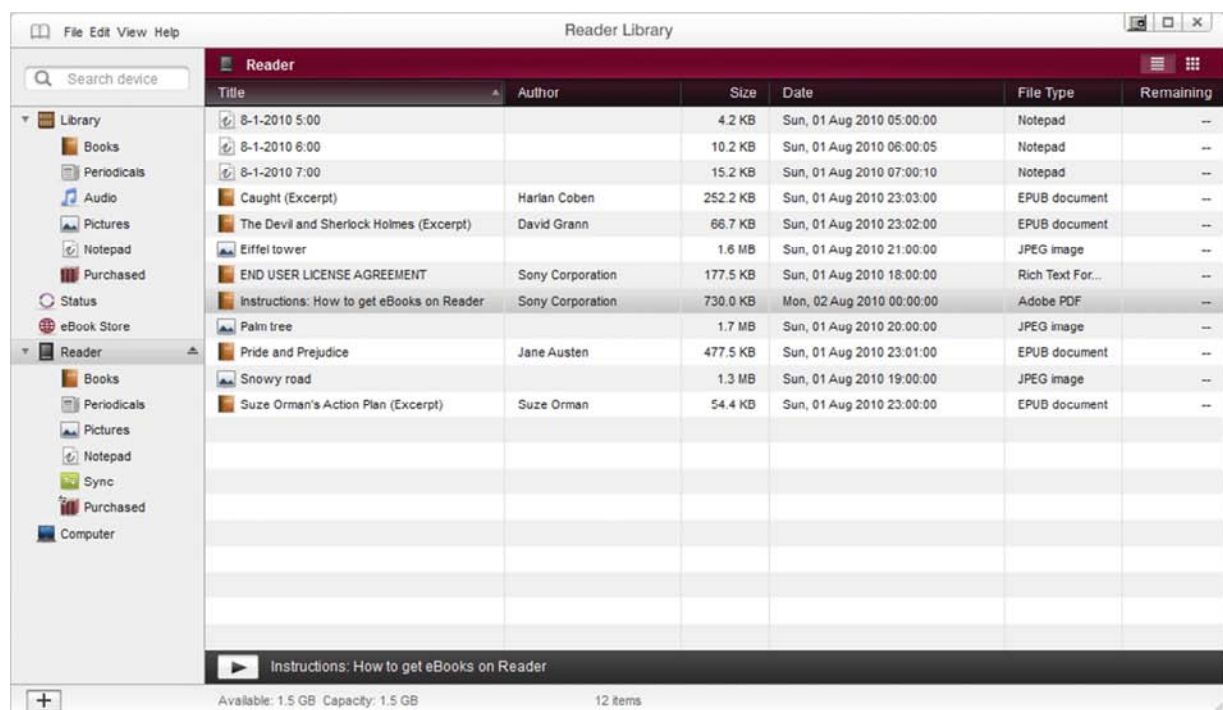 File Edit View Help
Reader Library
Search device
Reader
Title Author Size Date File Type Remaining
Library
Books
Periodicals
Audio
Pictures
Notepad
Purchased
Status
eBook Store
Reader
Books
Periodicals
Pictures
Notepad
Sync
Purchased
Computer
8-1-2010 5:00 4.2 KB Sun, 01 Aug 2010 05:00:00 Notepad --
8-1-2010 6:00 10.2 KB Sun, 01 Aug 2010 06:00:05 Notepad --
8-1-2010 7:00 15.2 KB Sun, 01 Aug 2010 07:00:10 Notepad --
Caught (Excerpt) Harlan Coben 252.2 KB Sun, 01 Aug 2010 23:03:00 EPUB document --
The Devil and Sherlock Holmes (Excerpt) David Grann 66.7 KB Sun, 01 Aug 2010 23:02:00 EPUB document --
Eiffel tower 1.6 MB Sun, 01 Aug 2010 21:00:00 JPEG image --
END USER LICENSE AGREEMENT Sony Corporation 177.5 KB Sun, 01 Aug 2010 18:00:00 Rich Text For... --
Instructions: How to get eBooks on Reader Sony Corporation 730.0 KB Mon, 02 Aug 2010 00:00:00 Adobe PDF --
Palm tree 1.7 MB Sun, 01 Aug 2010 20:00:00 JPEG image --
Pride and Prejudice Jane Austen 477.5 KB Sun, 01 Aug 2010 23:01:00 EPUB document --
Snowy road 1.3 MB Sun, 01 Aug 2010 19:00:00 JPEG image --
Suze Orman's Action Plan (Excerpt) Suze Orman 54.4 KB Sun, 01 Aug 2010 23:00:00 EPUB document --
Instructions: How to get eBooks on Reader
Available: 1.5 GB Capacity: 1.5 GB 12 items